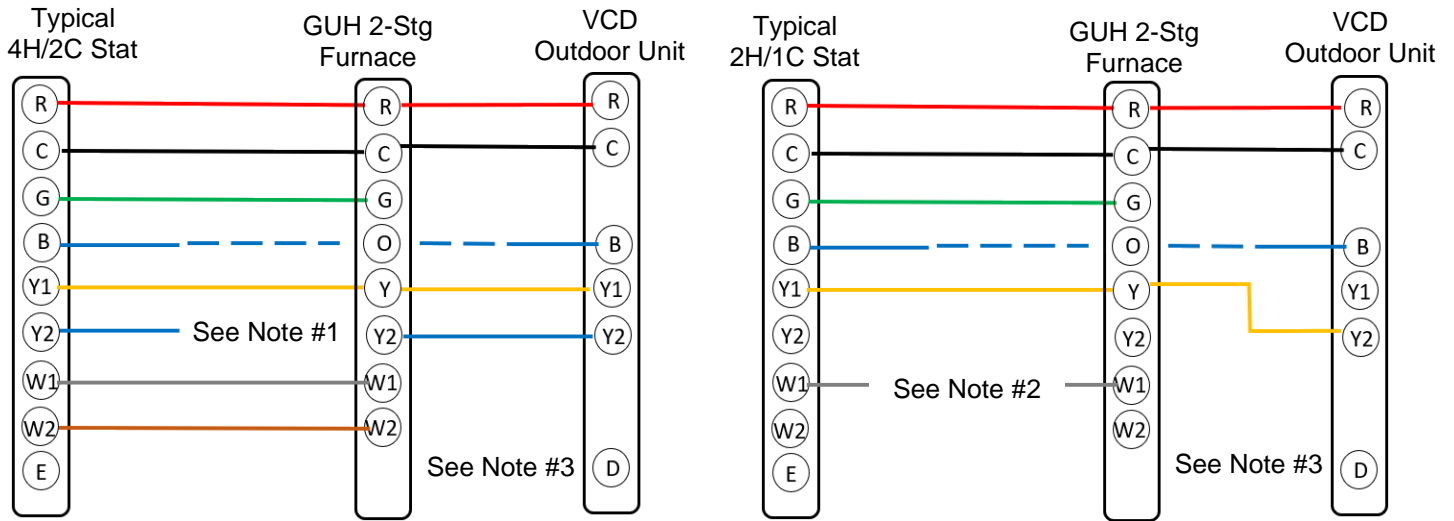 Typical
4H/2C Stat
GUH 2-Stg
Furnace
VCD
Outdoor Unit
R
C
G
B
Y1
Y2
W1
W2
E
See Note #1
R
C
G
O
Y
Y2
W1
W2
See Note #3
R
C
B
Y1
Y2
D
Typical
2H/1C Stat
GUH 2-Stg
Furnace
VCD
Outdoor Unit
R
C
G
B
Y1
Y2
W1
W2
E
See Note #2
R
C
G
O
Y
Y2
W1
W2
See Note #3
R
C
B
Y1
Y2
D